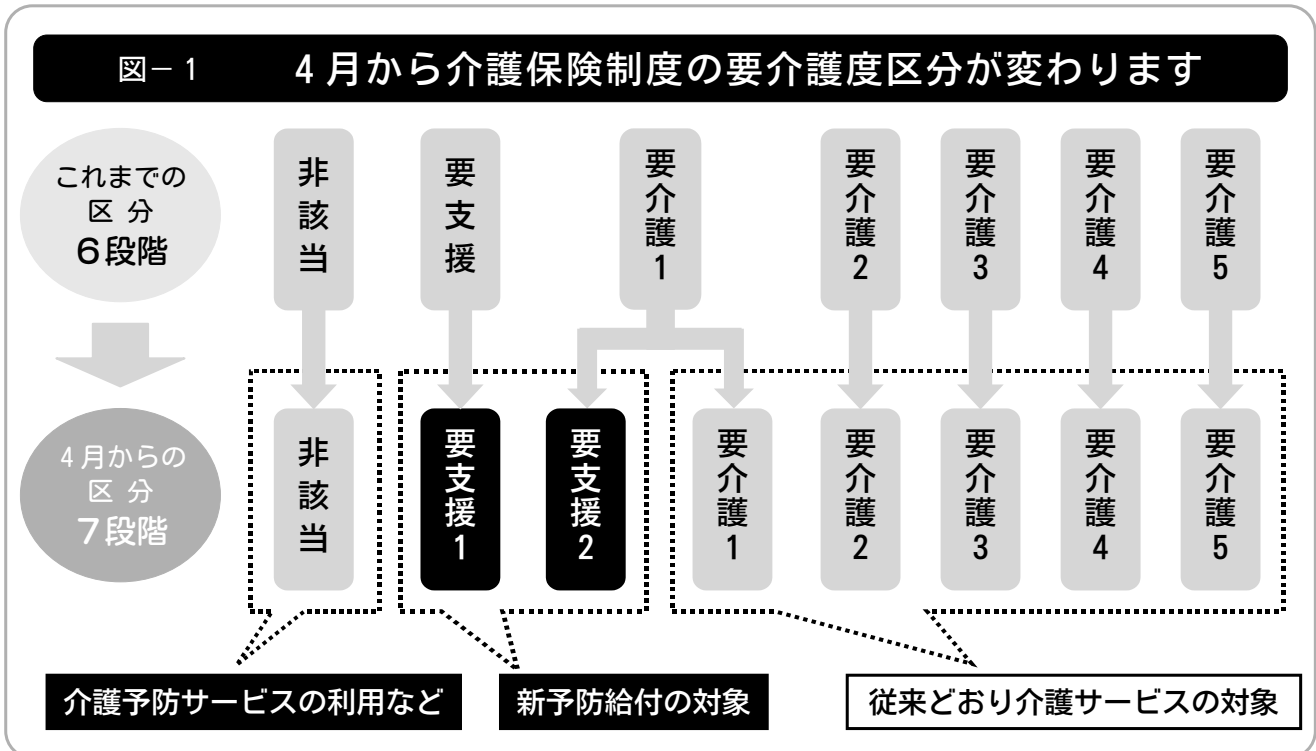 図－1 4月から介護保険制度の要介護度区分が変わります
これまでの
区 分
6段階
非該当
要支援
要介護1
要介護2
要介護3
要介護4
要介護5
4月からの
区 分
7段階
非該当
要支援1
要支援2
要介護1
要介護2
要介護3
要介護4
要介護5
介護予防サービスの利用など
新予防給付の対象
従来どおり介護サービスの対象